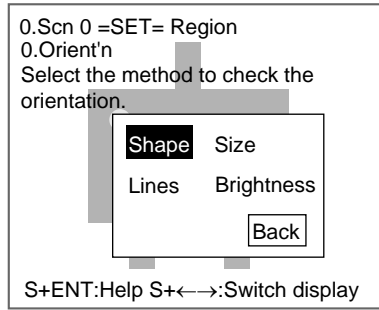 0.Scn 0 =SET= Region
0.Orient'n
Select the method to check the
orientation.
Shape Size
Lines Brightness
Back
S+ENT:Help S+←→:Switch display